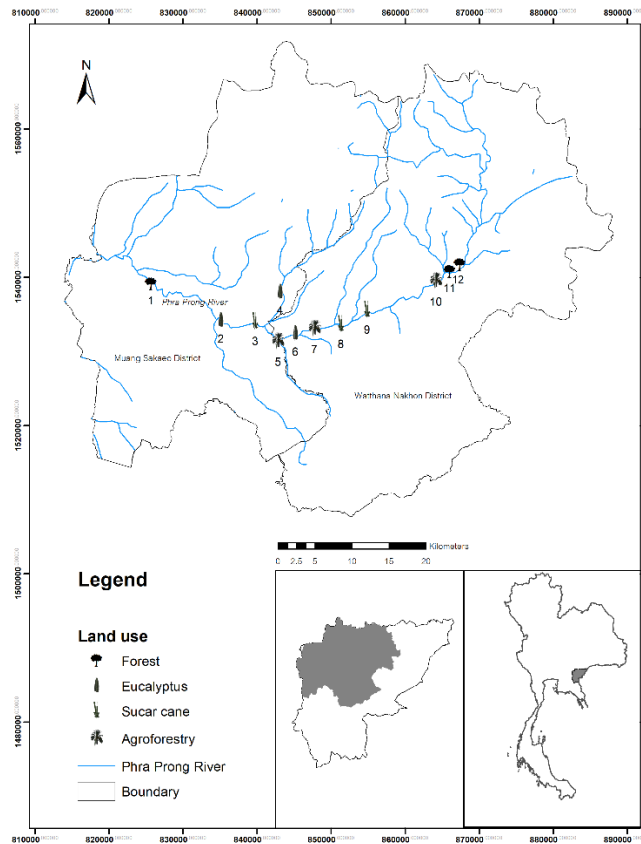 810000 820000 830000 840000 850000 860000 870000 880000 890000
N
1560000
1540000
1520000
1500000
1480000
1
Phra Prong River
2
3
4
5
6
7
8
9
10
11
12
Muang Sakaeo District
Watthana Nakhon District
Kilometers
0 2.5 5 10 15 20
Legend
Land use
Forest
Eucalyptus
Sucar cane
Agroforestry
Phra Prong River
Boundary
810000 820000 830000 840000 850000 860000 870000 880000 890000